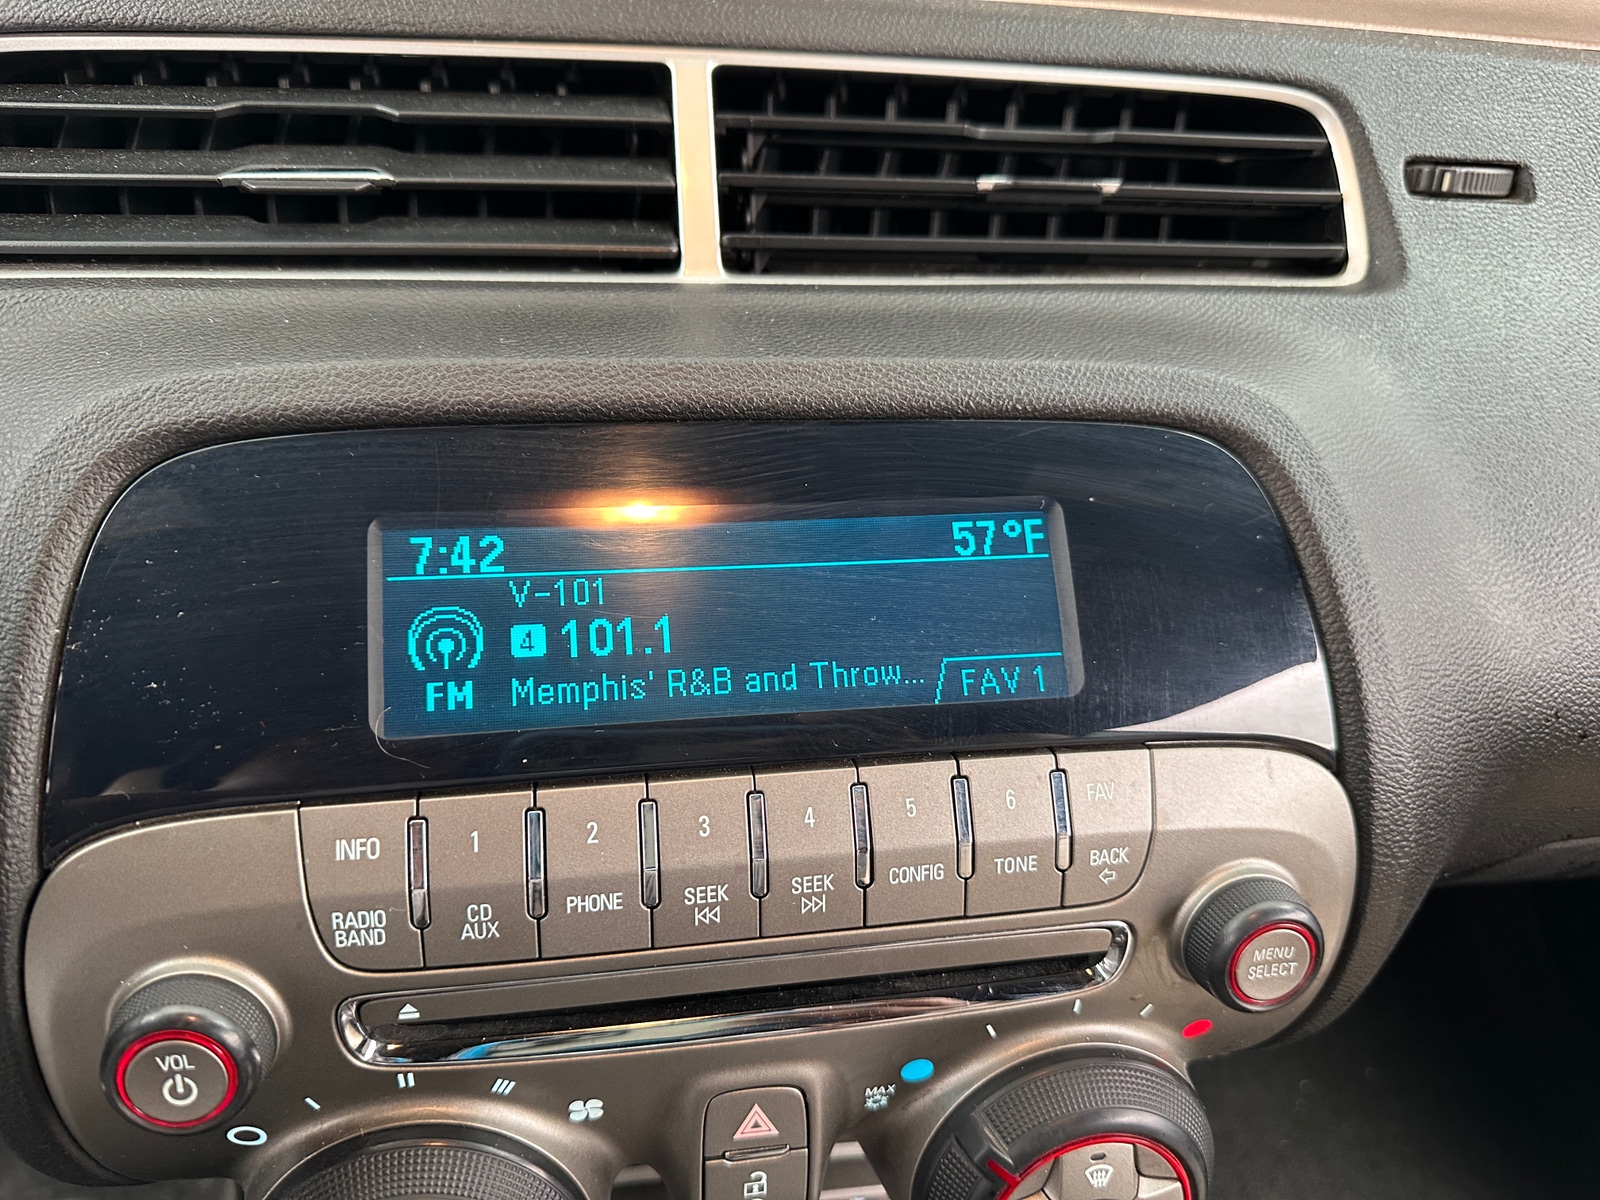 7:42 57°F
V-101
4 101.1
FM Memphis' R&B and Throw... FAV 1
INFO 1 2 3 4 5 6 FAV
RADIO BAND CD AUX PHONE SEEK SEEK CONFIG TONE BACK
MENU SELECT
VOL
MAX